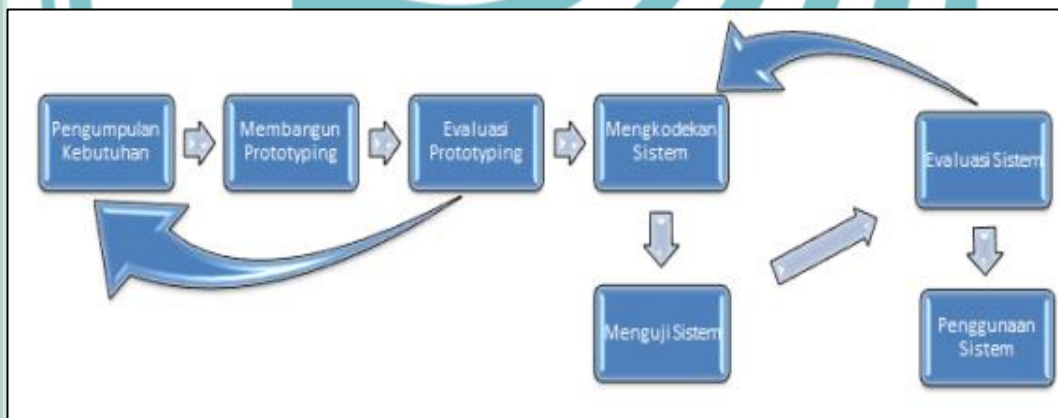 Pengumpulan
Kebutuhan
Membangun
Prototyping
Evaluasi
Prototyping
Mengkodekan
Sistem
Menguji Sistem
Evaluasi Sistem
Penggunaan
Sistem